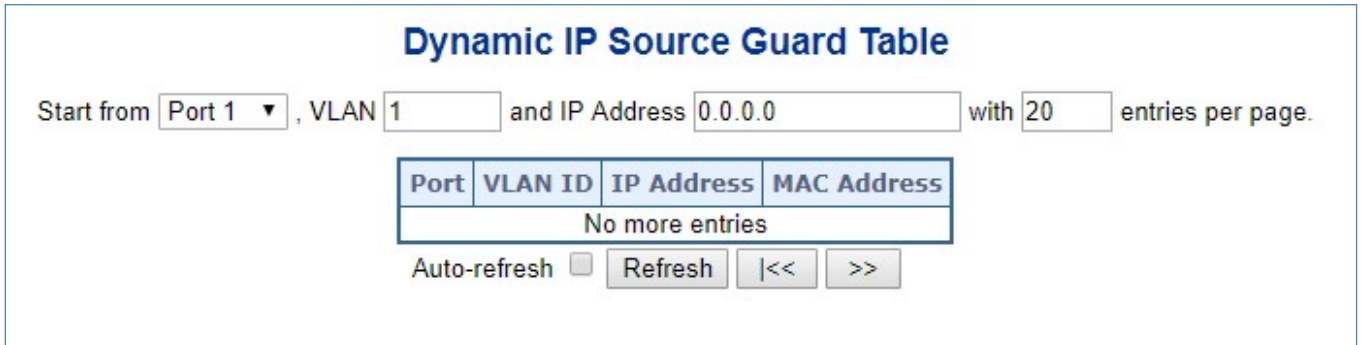 Dynamic IP Source Guard Table
Start from Port 1 ▼ , VLAN 1 and IP Address 0.0.0.0 with 20 entries per page.
Port VLAN ID IP Address MAC Address
No more entries
Auto-refresh Refresh |<< >>